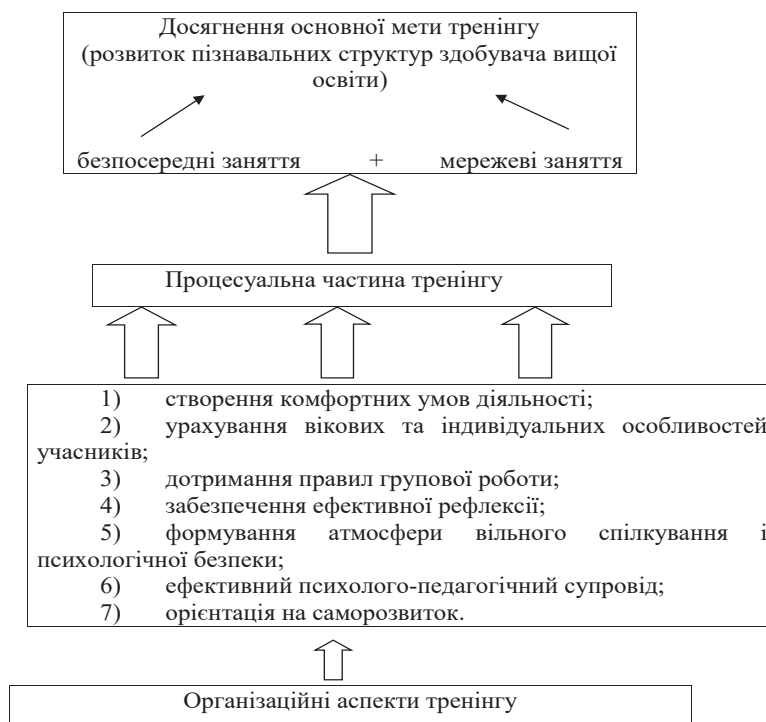 Досягнення основної мети тренінгу
(розвиток пізнавальних структур здобувача вищої
освіти)
безпосередні заняття + мережеві заняття
Процесуальна частина тренінгу
1) створення комфортних умов діяльності;
2) урахування вікових та індивідуальних особливостей
учасників;
3) дотримання правил групової роботи;
4) забезпечення ефективної рефлексії;
5) формування атмосфери вільного спілкування і
психологічної безпеки;
6) ефективний психолого-педагогічний супровід;
7) орієнтація на саморозвиток.
Організаційні аспекти тренінгу